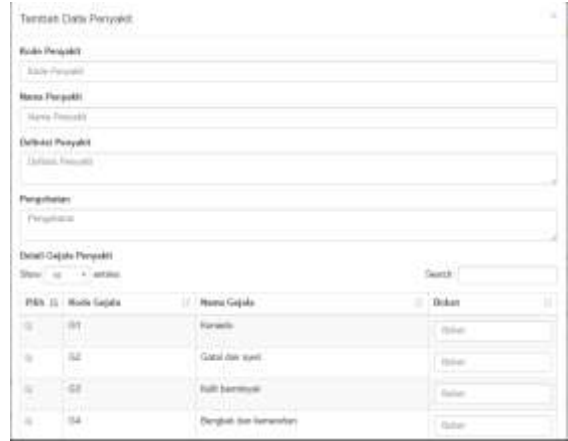 Tambah Data Penyakit
×
Kode Penyakit
Kode Penyakit
Nama Penyakit
Nama Penyakit
Definisi Penyakit
Definisi Penyakit
Pengobatan
Pengobatan
Detail Gejala Penyakit
Show 10 entries Search:
Pilih Kode Gejala Nama Gejala Bobot
G1 Bobot
G2 Gatal dan nyeri Bobot
G3 Kulit berminyak Bobot
G4 Bengkak dan kemerahan Bobot